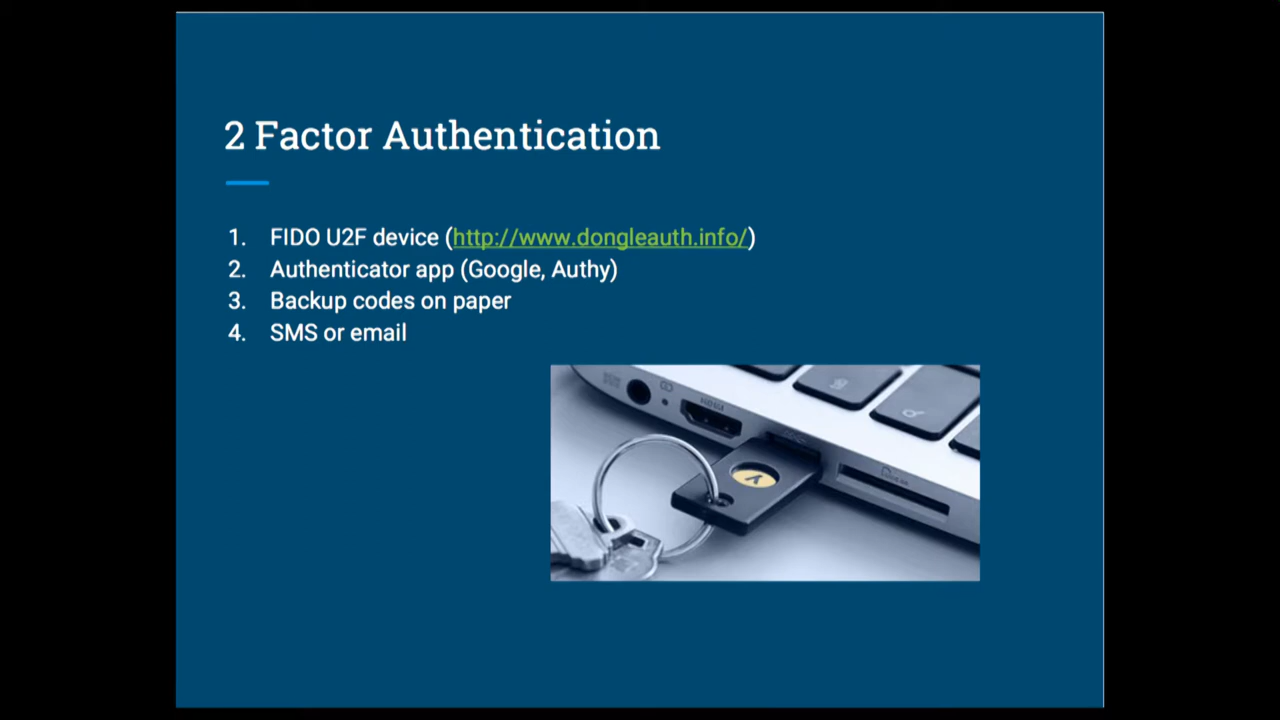 2 Factor Authentication
1. FIDO U2F device (http://www.dongleauth.info/)
2. Authenticator app (Google, Authy)
3. Backup codes on paper
4. SMS or email
HDMI